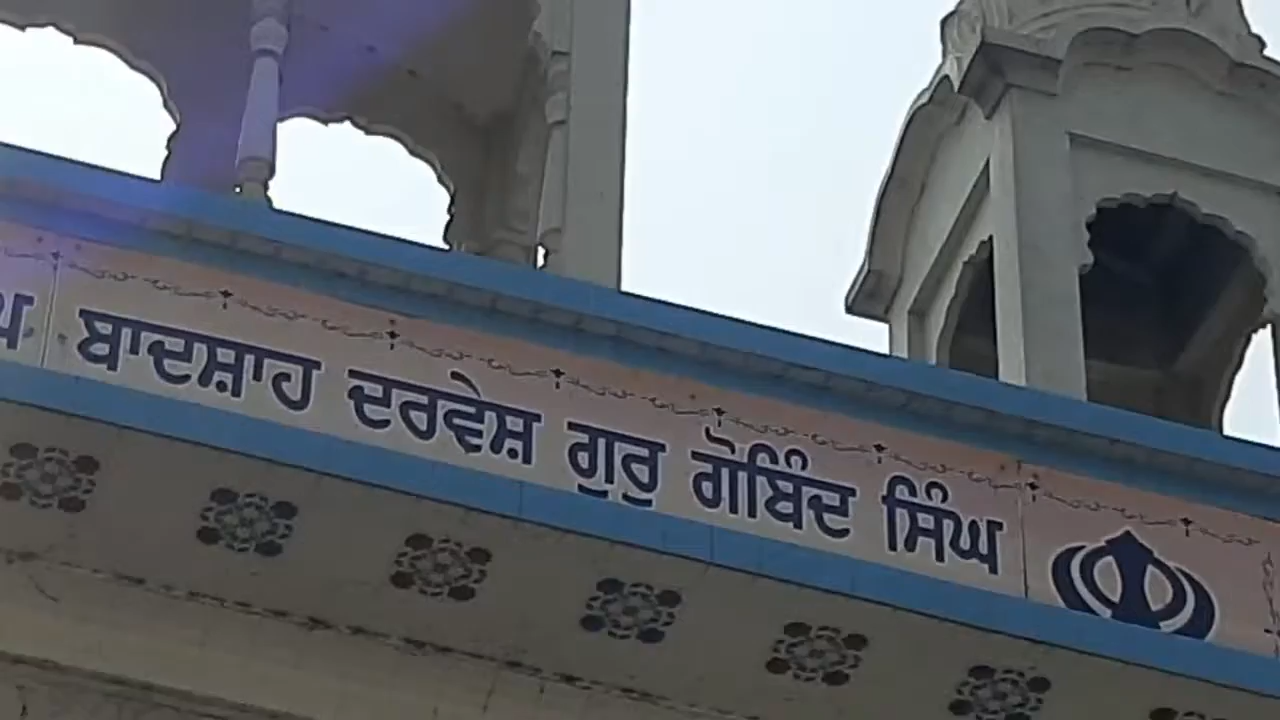 ਬਾਦਸ਼ਾਹ ਦਰਵੇਸ਼ ਗੁਰੁ ਗੋਬਿੰਦ ਸਿੰਘ